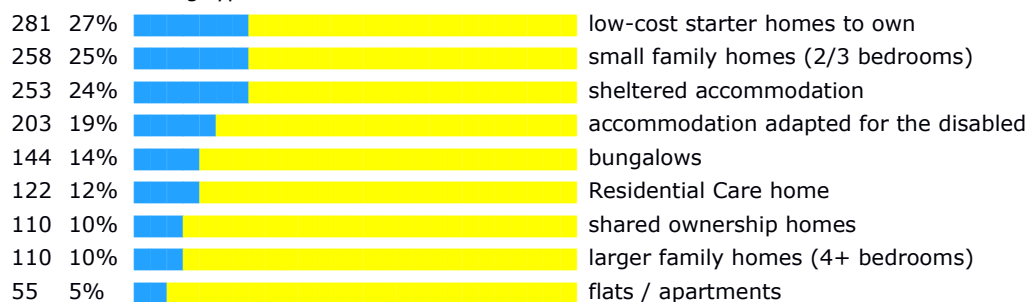 281 27% low-cost starter homes to own
258 25% small family homes (2/3 bedrooms)
253 24% sheltered accommodation
203 19% accommodation adapted for the disabled
144 14% bungalows
122 12% Residential Care home
110 10% shared ownership homes
110 10% larger family homes (4+ bedrooms)
55 5% flats / apartments